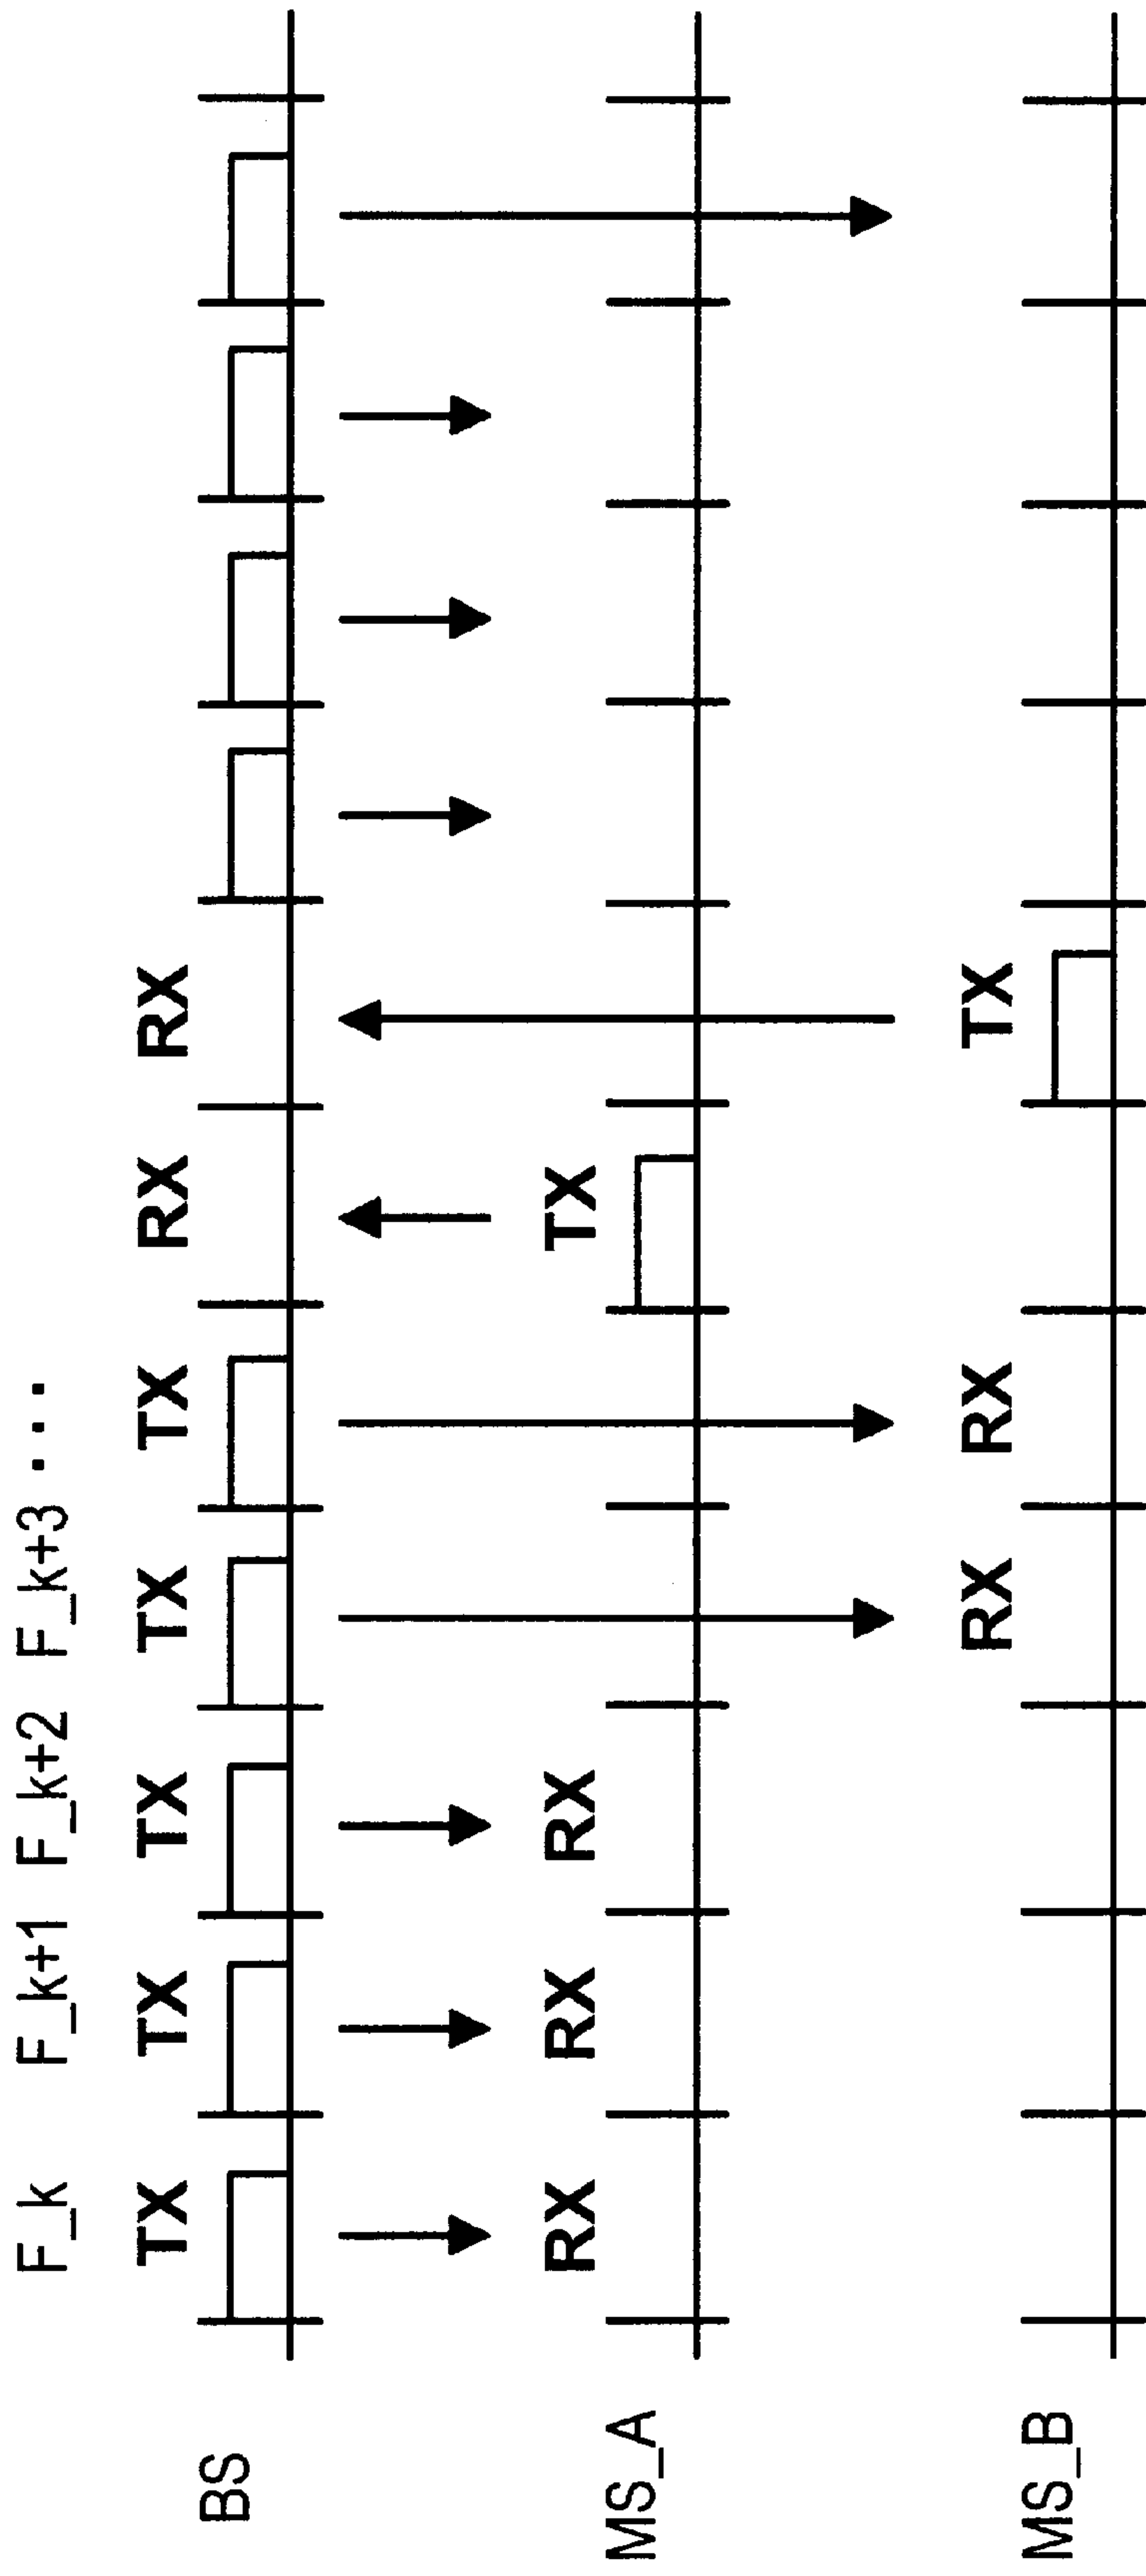 F_k F_k+1 F_k+2 F_k+3 ...
TX TX TX TX TX RX RX
BS
RX RX RX TX
MS_A
RX RX TX
MS_B